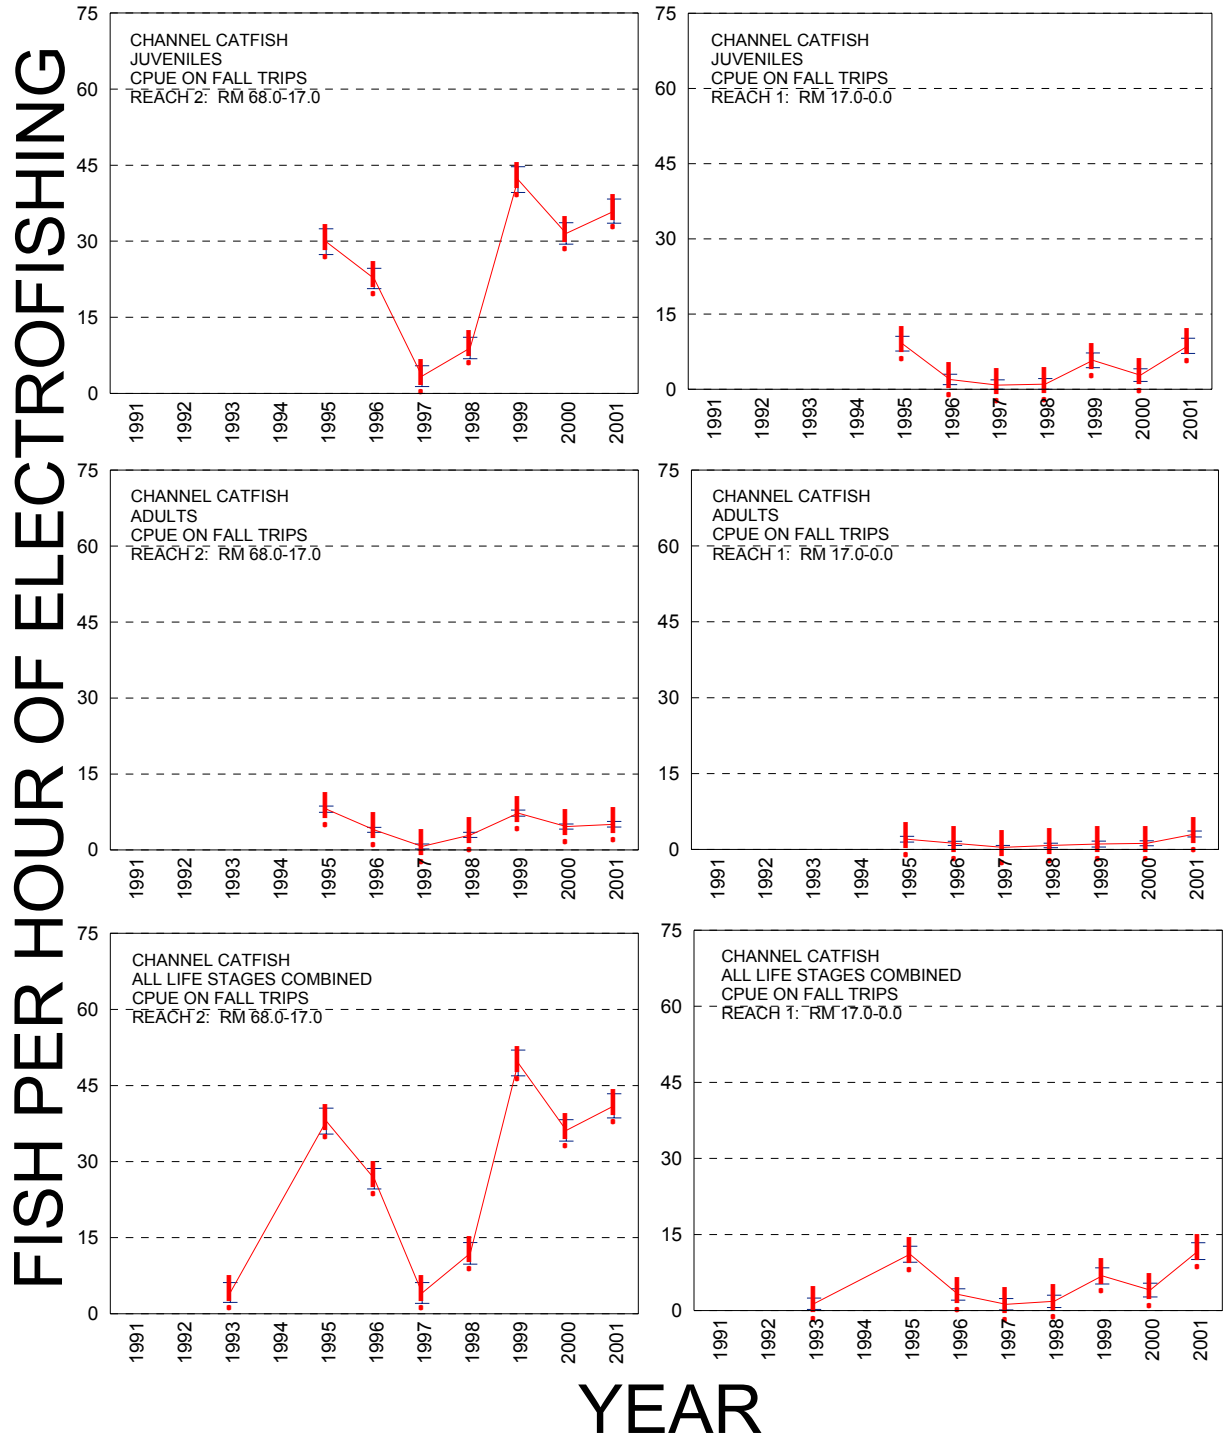 FISH PER HOUR OF ELECTROFISHING
75
60
45
30
15
0
CHANNEL CATFISH
JUVENILES
CPUE ON FALL TRIPS
REACH 2: RM 68.0-17.0
1991 1992 1993 1994 1995 1996 1997 1998 1999 2000 2001
75
60
45
30
15
0
CHANNEL CATFISH
JUVENILES
CPUE ON FALL TRIPS
REACH 1: RM 17.0-0.0
1991 1992 1993 1994 1995 1996 1997 1998 1999 2000 2001
75
60
45
30
15
0
CHANNEL CATFISH
ADULTS
CPUE ON FALL TRIPS
REACH 2: RM 68.0-17.0
1991 1992 1993 1994 1995 1996 1997 1998 1999 2000 2001
75
60
45
30
15
0
CHANNEL CATFISH
ADULTS
CPUE ON FALL TRIPS
REACH 1: RM 17.0-0.0
1991 1992 1993 1994 1995 1996 1997 1998 1999 2000 2001
75
60
45
30
15
0
CHANNEL CATFISH
ALL LIFE STAGES COMBINED
CPUE ON FALL TRIPS
REACH 2: RM 68.0-17.0
1991 1992 1993 1994 1995 1996 1997 1998 1999 2000 2001
75
60
45
30
15
0
CHANNEL CATFISH
ALL LIFE STAGES COMBINED
CPUE ON FALL TRIPS
REACH 1: RM 17.0-0.0
1991 1992 1993 1994 1995 1996 1997 1998 1999 2000 2001
YEAR